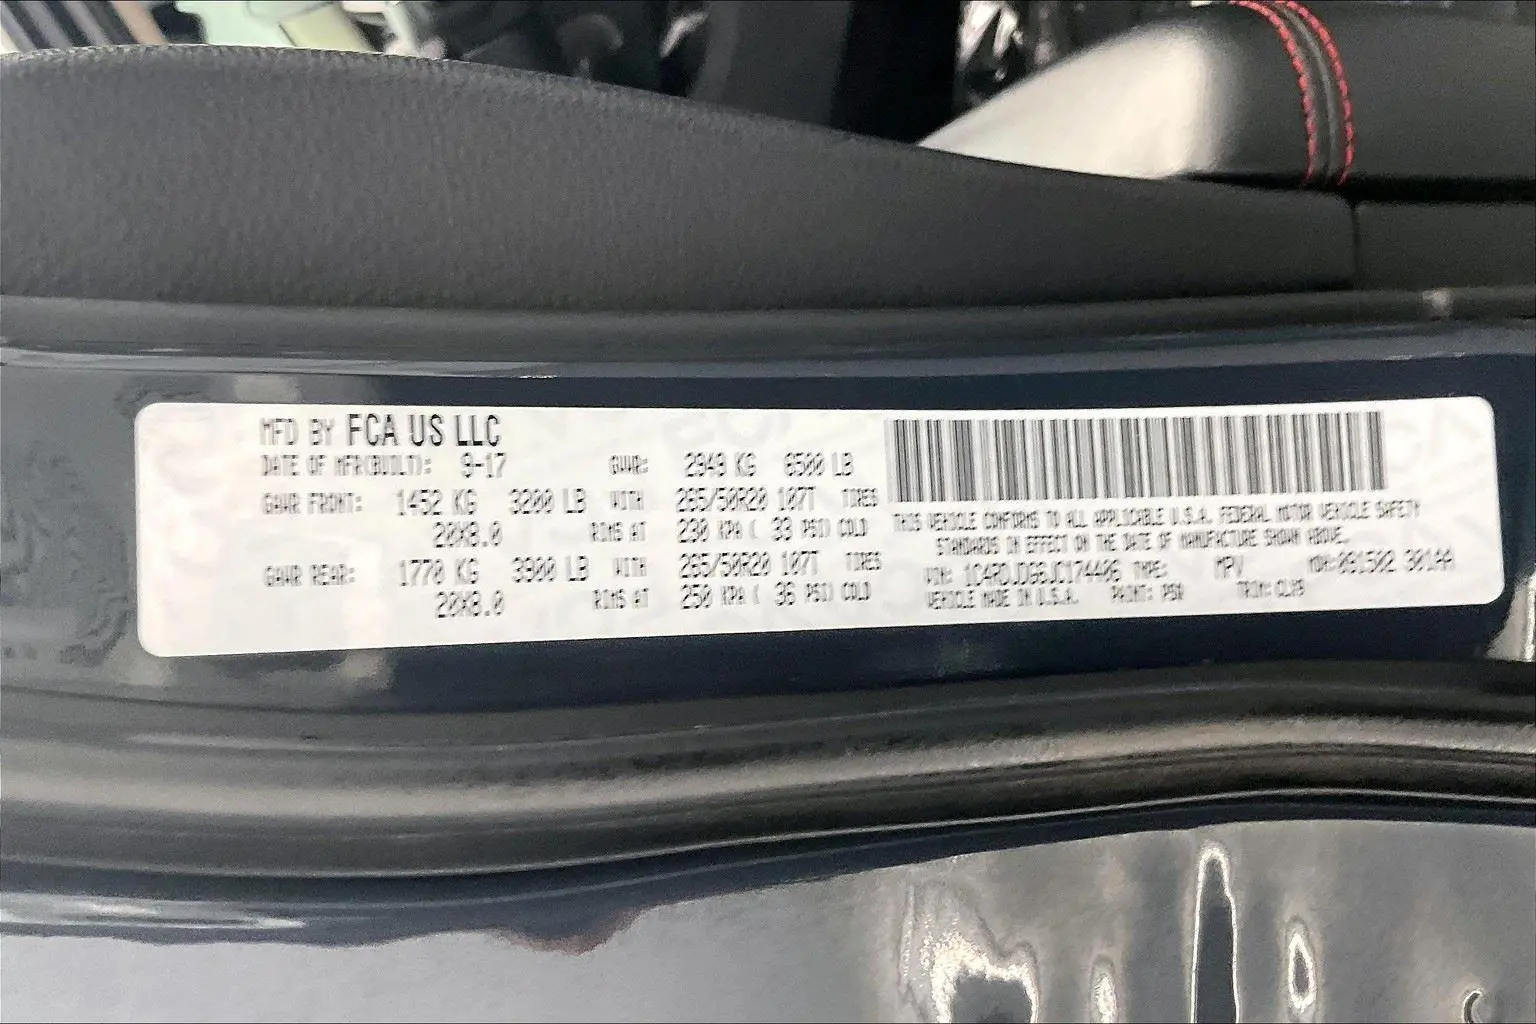 MFD BY FCA US LLC
DATE OF MFR(BUILT): 9-17 GVWR: 2949 KG 6500 LB
GAWR FRONT: 1452 KG 3200 LB WITH 265/50R20 107T TIRES
20X8.0 RIMS AT 230 KPA ( 33 PSI) COLD
GAWR REAR: 1770 KG 3900 LB WITH 265/50R20 107T TIRES
20X8.0 RIMS AT 250 KPA ( 36 PSI) COLD
THIS VEHICLE CONFORMS TO ALL APPLICABLE U.S.A. FEDERAL MOTOR VEHICLE SAFETY
STANDARDS IN EFFECT ON THE DATE OF MANUFACTURE SHOWN ABOVE.
VIN: 1C4RDJDG6JC174406 TYPE: MPV MDH:
VEHICLE MADE IN U.S.A. PAINT: TRIM: